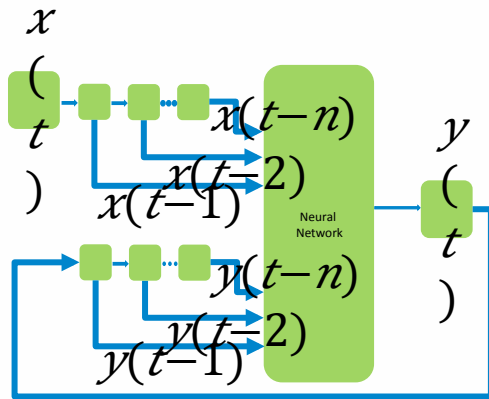 x(t)
x(t−n)
x(t−2)
x(t−1)
Neural
Network
y(t)
y(t−n)
y(t−2)
y(t−1)